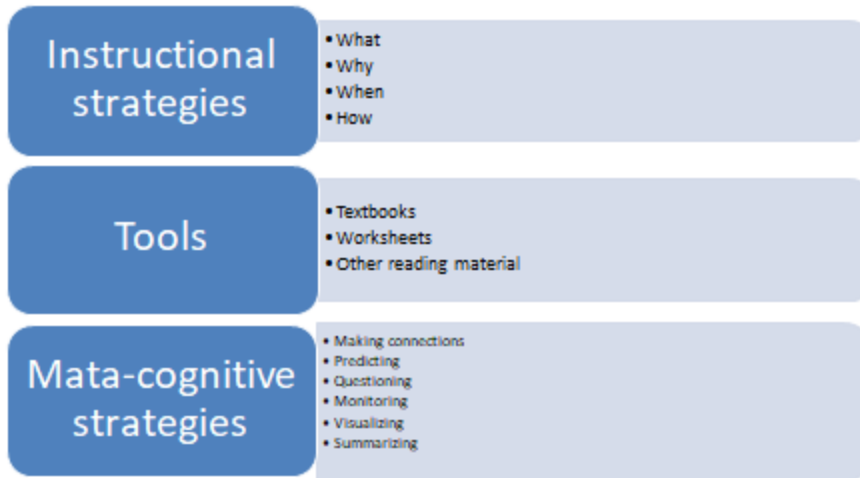 Instructional
strategies
• What
• Why
• When
• How
Tools
• Textbooks
• Worksheets
• Other reading material
Mata-cognitive
strategies
• Making connections
• Predicting
• Questioning
• Monitoring
• Visualizing
• Summarizing